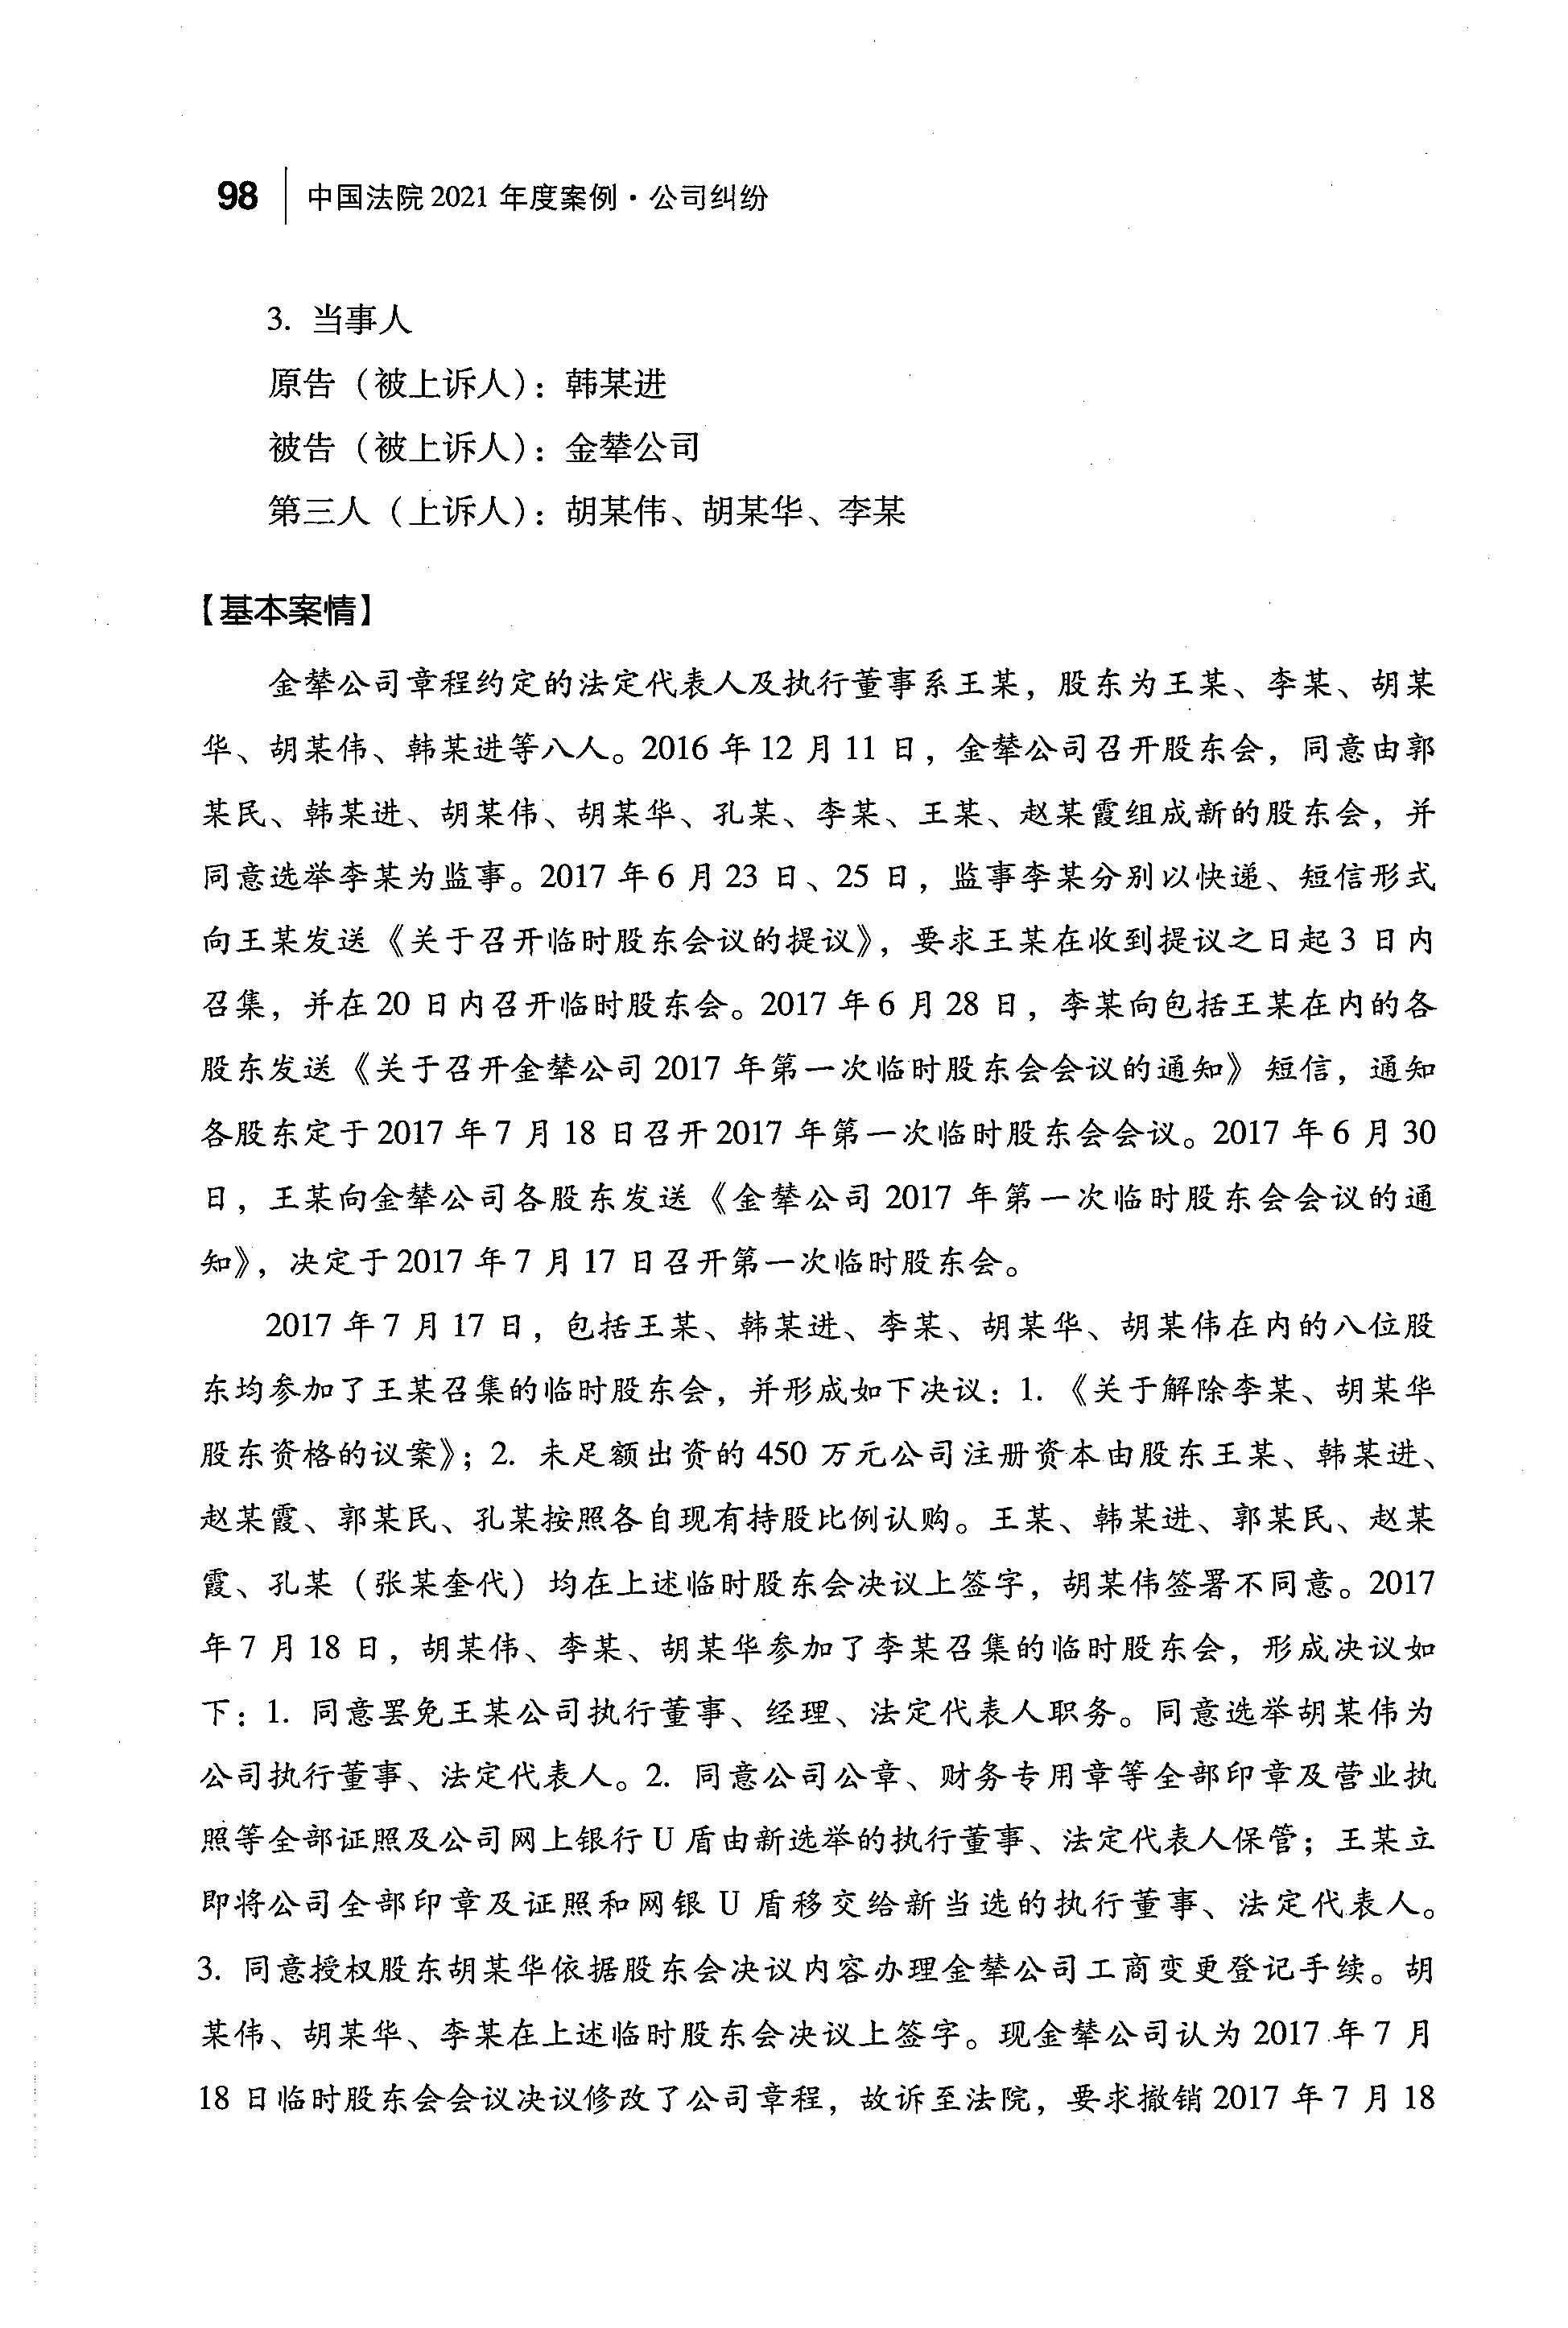 98 中国法院2021年度案例·公司纠纷
3. 当事人
原告（被上诉人）：韩某进
被告（被上诉人）：金辇公司
第三人（上诉人）：胡某伟、胡某华、李某
【基本案情】
金辇公司章程约定的法定代表人及执行董事系王某，股东为王某、李某、胡某
华、胡某伟、韩某进等八人。2016年12月11日，金辇公司召开股东会，同意由郭
某民、韩某进、胡某伟、胡某华、孔某、李某、王某、赵某霞组成新的股东会，并
同意选举李某为监事。2017年6月23日、25日，监事李某分别以快递、短信形式
向王某发送《关于召开临时股东会议的提议》，要求王某在收到提议之日起3日内
召集，并在20日内召开临时股东会。2017年6月28日，李某向包括王某在内的各
股东发送《关于召开金辇公司2017年第一次临时股东会会议的通知》短信，通知
各股东定于2017年7月18日召开2017年第一次临时股东会会议。2017年6月30
日，王某向金辇公司各股东发送《金辇公司2017年第一次临时股东会会议的通
知》，决定于2017年7月17日召开第一次临时股东会。
2017年7月17日，包括王某、韩某进、李某、胡某华、胡某伟在内的八位股
东均参加了王某召集的临时股东会，并形成如下决议：1.《关于解除李某、胡某华
股东资格的议案》；2. 未足额出资的450万元公司注册资本由股东王某、韩某进、
赵某霞、郭某民、孔某按照各自现有持股比例认购。王某、韩某进、郭某民、赵某
霞、孔某（张某奎代）均在上述临时股东会决议上签字，胡某伟签署不同意。2017
年7月18日，胡某伟、李某、胡某华参加了李某召集的临时股东会，形成决议如
下：1. 同意罢免王某公司执行董事、经理、法定代表人职务。同意选举胡某伟为
公司执行董事、法定代表人。2. 同意公司公章、财务专用章等全部印章及营业执
照等全部证照及公司网上银行U盾由新选举的执行董事、法定代表人保管；王某立
即将公司全部印章及证照和网银U盾移交给新当选的执行董事、法定代表人。
3. 同意授权股东胡某华依据股东会决议内容办理金辇公司工商变更登记手续。胡
某伟、胡某华、李某在上述临时股东会决议上签字。现金辇公司认为2017年7月
18日临时股东会会议决议修改了公司章程，故诉至法院，要求撤销2017年7月18